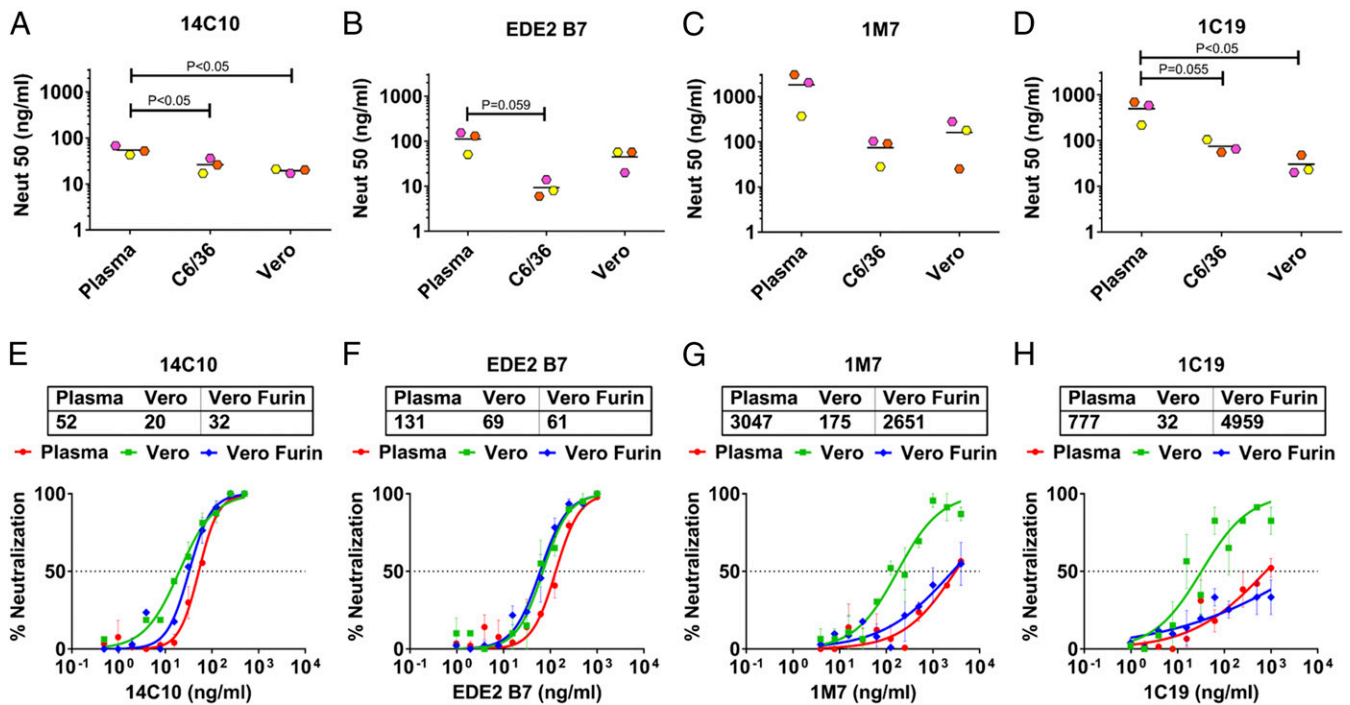 A
14C10
P<0.05
P<0.05
Neut 50 (ng/ml)
1000
100
10
1
Plasma
C6/36
Vero
B
EDE2 B7
P=0.059
Neut 50 (ng/ml)
1000
100
10
1
Plasma
C6/36
Vero
C
1M7
Neut 50 (ng/ml)
1000
100
10
1
Plasma
C6/36
Vero
D
1C19
P<0.05
P=0.055
Neut 50 (ng/ml)
1000
100
10
1
Plasma
C6/36
Vero
E
14C10
Plasma Vero Vero Furin
52 20 32
Plasma Vero Vero Furin
% Neutralization
100
50
0
10-1 100 101 102 103 104
14C10 (ng/ml)
F
EDE2 B7
Plasma Vero Vero Furin
131 69 61
Plasma Vero Vero Furin
% Neutralization
100
50
0
10-1 100 101 102 103 104
EDE2 B7 (ng/ml)
G
1M7
Plasma Vero Vero Furin
3047 175 2651
Plasma Vero Vero Furin
% Neutralization
100
50
0
10-1 100 101 102 103 104
1M7 (ng/ml)
H
1C19
Plasma Vero Vero Furin
777 32 4959
Plasma Vero Vero Furin
% Neutralization
100
50
0
10-1 100 101 102 103 104
1C19 (ng/ml)